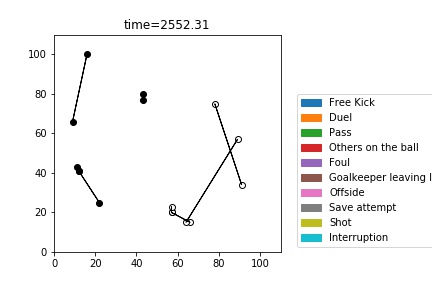 time=2552.31
100
80
60
40
20
0
0 20 40 60 80 100
Free Kick
Duel
Pass
Others on the ball
Foul
Goalkeeper leaving
Offside
Save attempt
Shot
Interruption